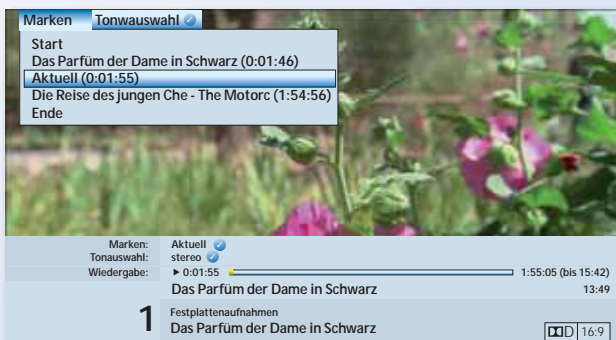 Marken Tonwauswahl
Start
Das Parfüm der Dame in Schwarz (0:01:46)
Aktuell (0:01:55)
Die Reise des jungen Che - The Motorc (1:54:56)
Ende
Marken: Aktuell
Tonauswahl: stereo
Wiedergabe: 0:01:55 1:55:05 (bis 15:42)
Das Parfüm der Dame in Schwarz 13:49
1 Festplattenaufnahmen
Das Parfüm der Dame in Schwarz
D 16:9